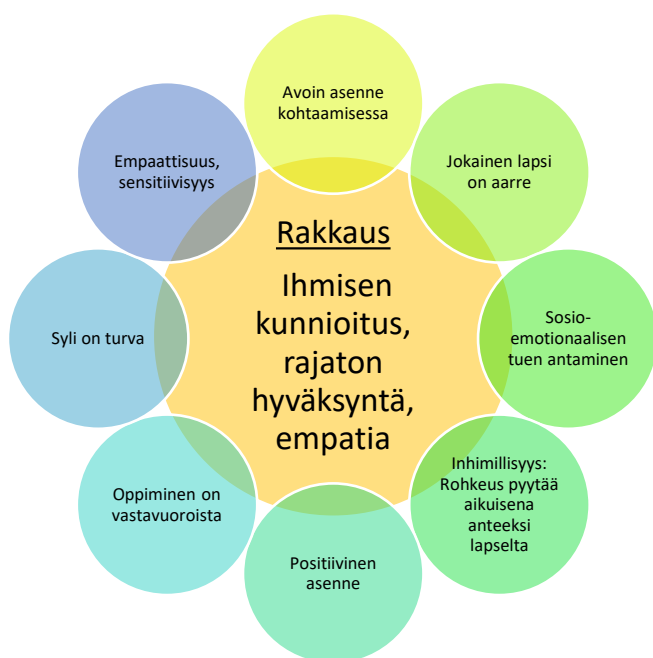 Avoin asenne
kohtaamisessa
Jokainen lapsi
on aarre
Sosio-
emotionaalisen
tuen antaminen
Inhimillisyys:
Rohkeus pyytää
aikuisena
anteeksi
lapselta
Positiivinen
asenne
Oppiminen on
vastavuoroista
Syli on turva
Empaattisuus,
sensitiivisyys
Rakkaus
Ihmisen
kunnioitus,
rajaton
hyväksyntä,
empatia